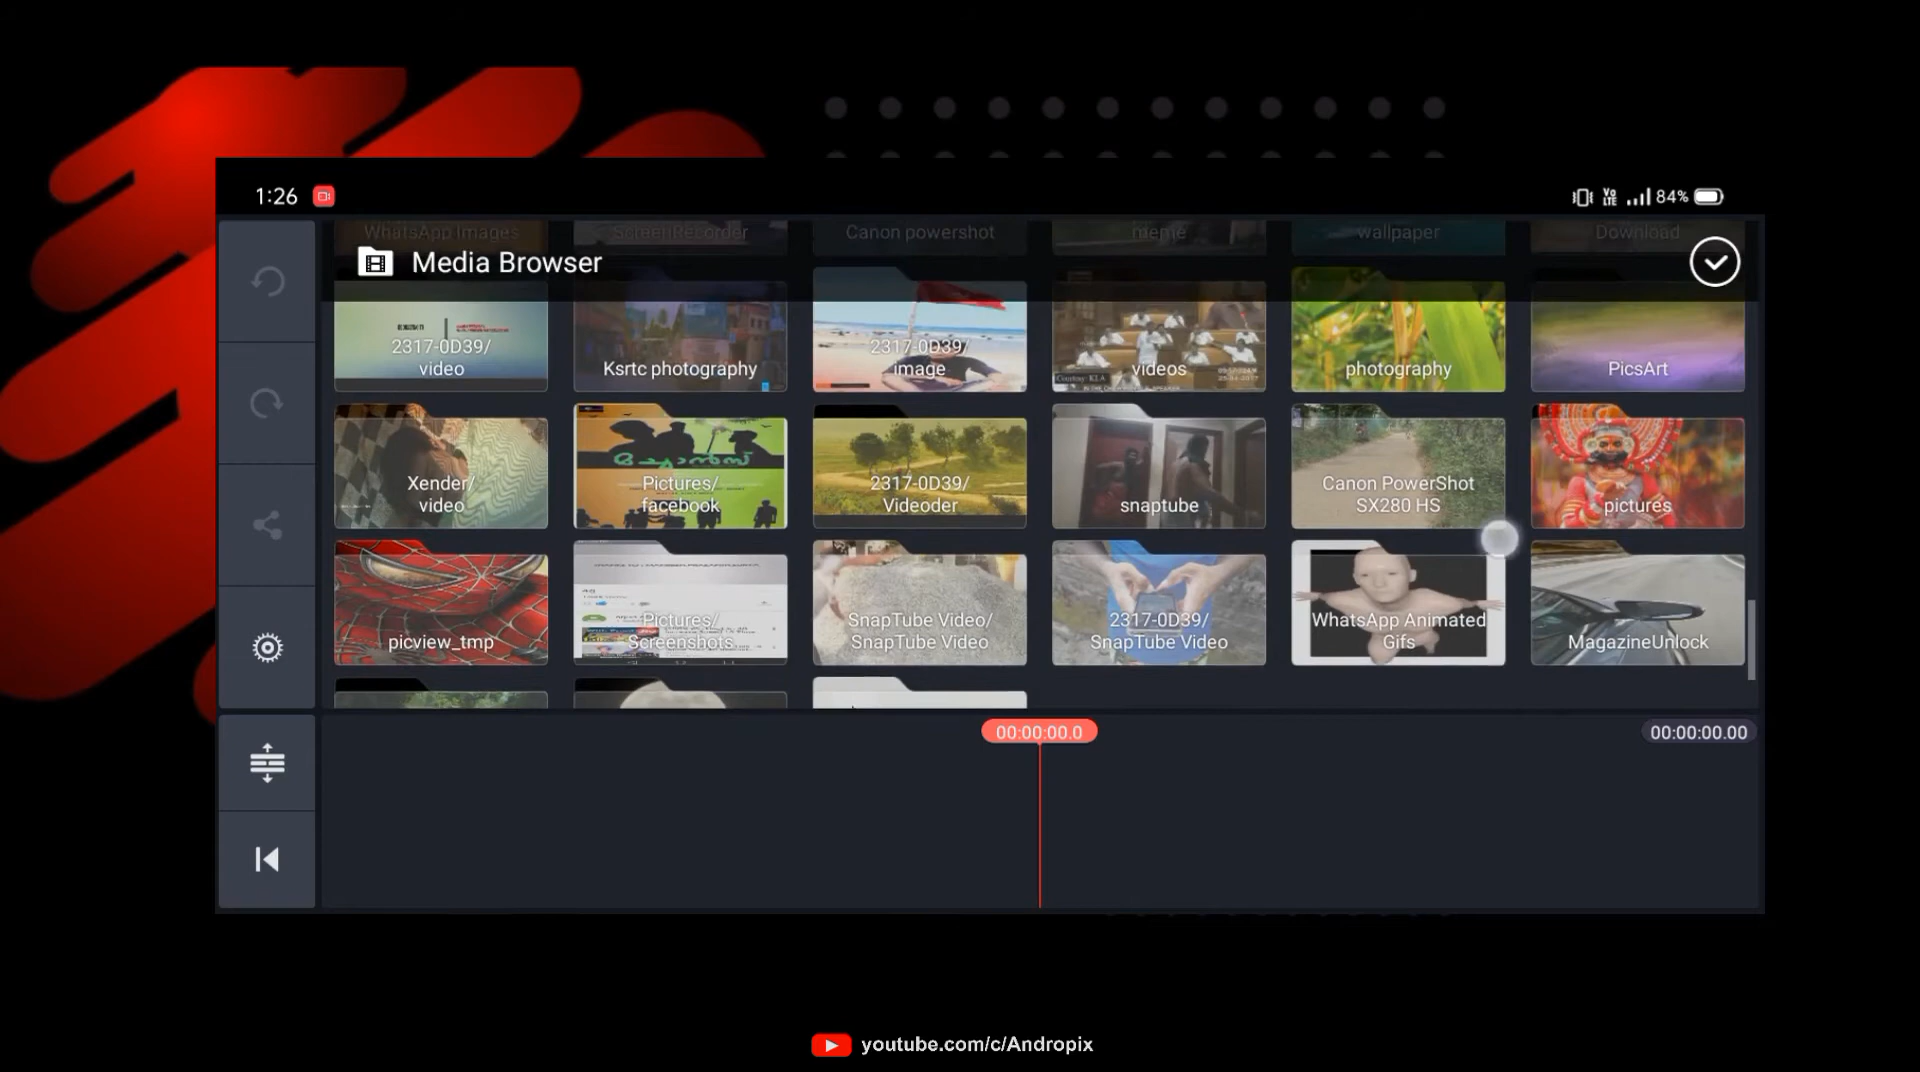 1:26
Vo
LTE
84%
WhatsApp Images
ScreenRecorder
Canon powershot
meme
wallpaper
Download
Media Browser
2317-0D39/
video
Ksrtc photography
2317-0D39/
image
videos
photography
PicsArt
Xender/
video
Pictures/
facebook
2317-0D39/
Videoder
snaptube
Canon PowerShot
SX280 HS
pictures
picview_tmp
Pictures/
Screenshots
SnapTube Video/
SnapTube Video
2317-0D39/
SnapTube Video
WhatsApp Animated
Gifs
MagazineUnlock
00:00:00.0
00:00:00.00
youtube.com/c/Andropix